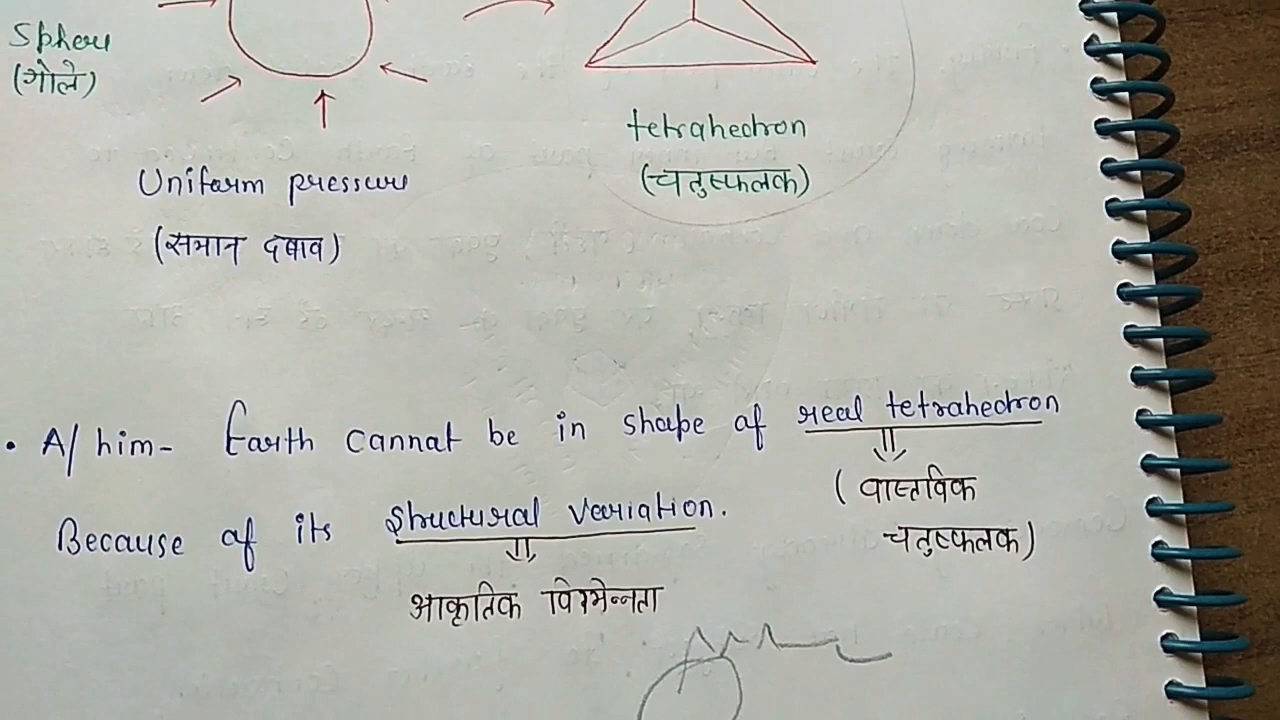 Sphere
(गोले)
tetrahedron
(चतुष्फलक)
Uniform pressure
(समान दबाव)
• A/ him- Earth cannot be in shape of real tetrahedron
(वास्तविक
चतुष्फलक)
Because of its structural variation.
आकृतिक विभिन्नता